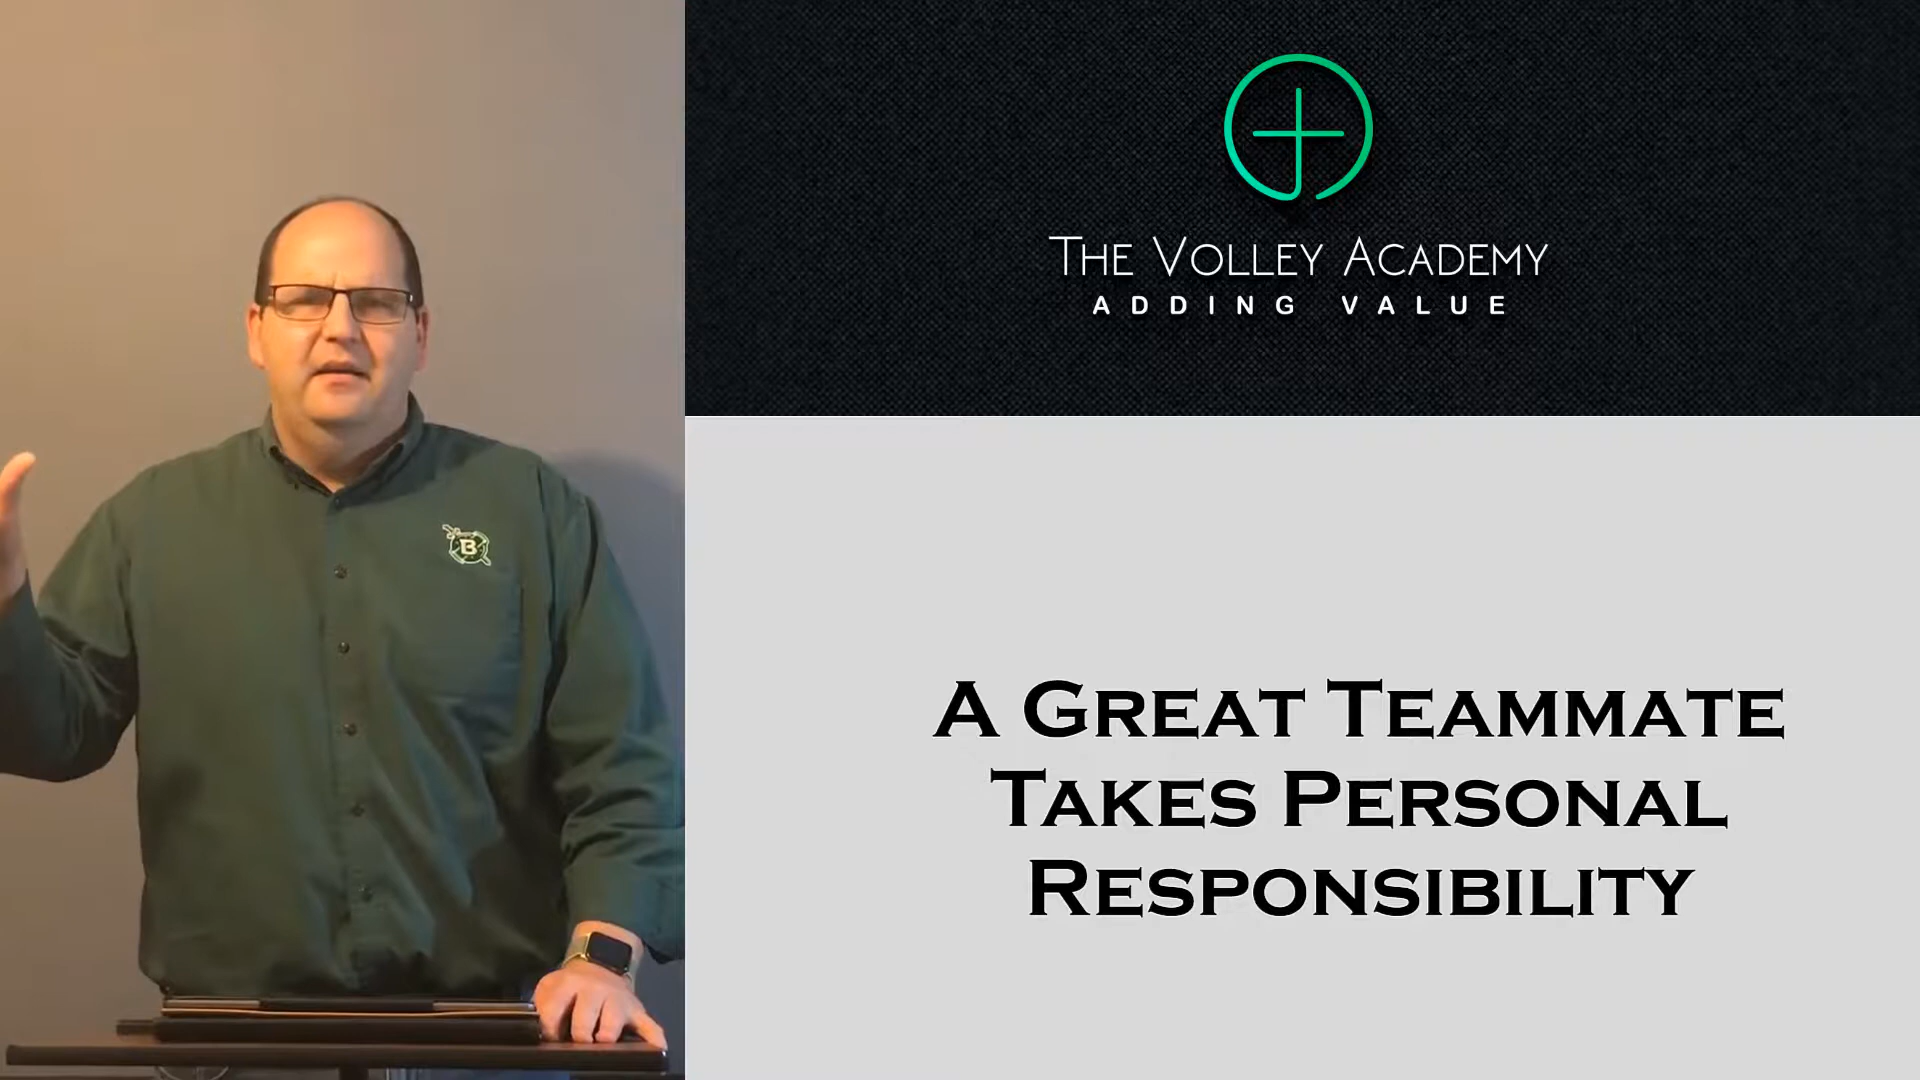 B
THE VOLLEY ACADEMY
ADDING VALUE
A GREAT TEAMMATE
TAKES PERSONAL
RESPONSIBILITY